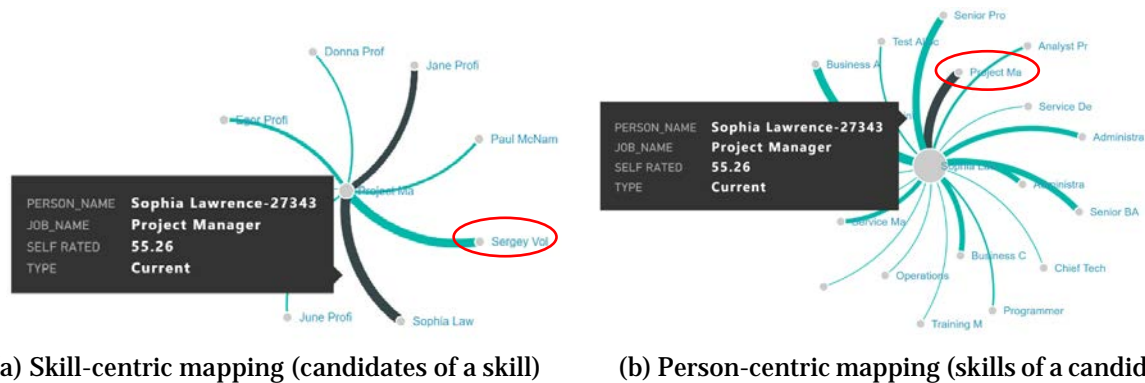 Donna Prof
Jane Profi
Egor Profi
Paul McNam
Project Ma
PERSON_NAME Sophia Lawrence-27343
JOB_NAME Project Manager
SELF RATED 55.26
TYPE Current
Sergey Vol
June Profi
Sophia Law
Senior Pro
Test
Analyst Pr
Business A
Project Ma
Service De
PERSON_NAME Sophia Lawrence-27343
JOB_NAME Project Manager
SELF RATED 55.26
TYPE Current
Administra
Sophia La
Administra
Senior BA
Service Ma
Business C
Chief Tech
Operations
Programmer
Training M
a) Skill-centric mapping (candidates of a skill)
(b) Person-centric mapping (skills of a candid